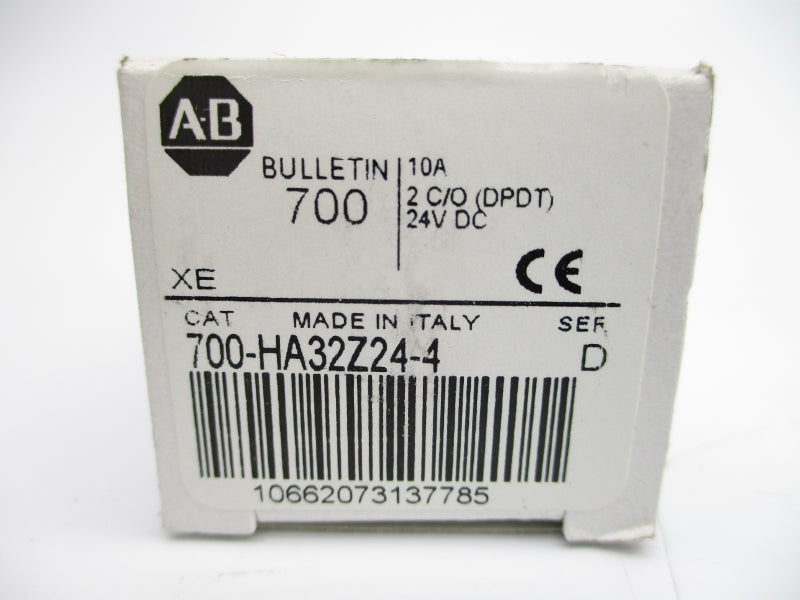 A-B
BULLETIN
700
10A
2 C/O (DPDT)
24V DC
XE
CE
CAT MADE IN ITALY SER
700-HA32Z24-4 D
10662073137785